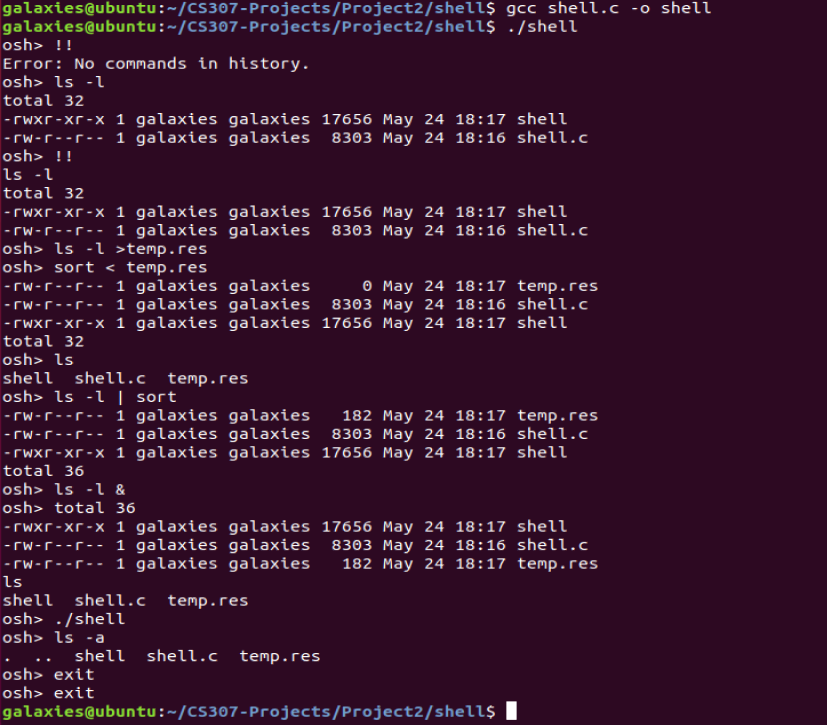 galaxies@ubuntu:~/CS307-Projects/Project2/shell$ gcc shell.c -o shell
galaxies@ubuntu:~/CS307-Projects/Project2/shell$ ./shell
osh> !!
Error: No commands in history.
osh> ls -l
total 32
-rwxr-xr-x 1 galaxies galaxies 17656 May 24 18:17 shell
-rw-r--r-- 1 galaxies galaxies  8303 May 24 18:16 shell.c
osh> !!
ls -l
total 32
-rwxr-xr-x 1 galaxies galaxies 17656 May 24 18:17 shell
-rw-r--r-- 1 galaxies galaxies  8303 May 24 18:16 shell.c
osh> ls -l >temp.res
osh> sort < temp.res
-rw-r--r-- 1 galaxies galaxies     0 May 24 18:17 temp.res
-rw-r--r-- 1 galaxies galaxies  8303 May 24 18:16 shell.c
-rwxr-xr-x 1 galaxies galaxies 17656 May 24 18:17 shell
total 32
osh> ls
shell  shell.c  temp.res
osh> ls -l | sort
-rw-r--r-- 1 galaxies galaxies   182 May 24 18:17 temp.res
-rw-r--r-- 1 galaxies galaxies  8303 May 24 18:16 shell.c
-rwxr-xr-x 1 galaxies galaxies 17656 May 24 18:17 shell
total 36
osh> ls -l &
osh> total 36
-rwxr-xr-x 1 galaxies galaxies 17656 May 24 18:17 shell
-rw-r--r-- 1 galaxies galaxies  8303 May 24 18:16 shell.c
-rw-r--r-- 1 galaxies galaxies   182 May 24 18:17 temp.res
ls
shell  shell.c  temp.res
osh> ./shell
osh> ls -a
.  ..  shell  shell.c  temp.res
osh> exit
osh> exit
galaxies@ubuntu:~/CS307-Projects/Project2/shell$